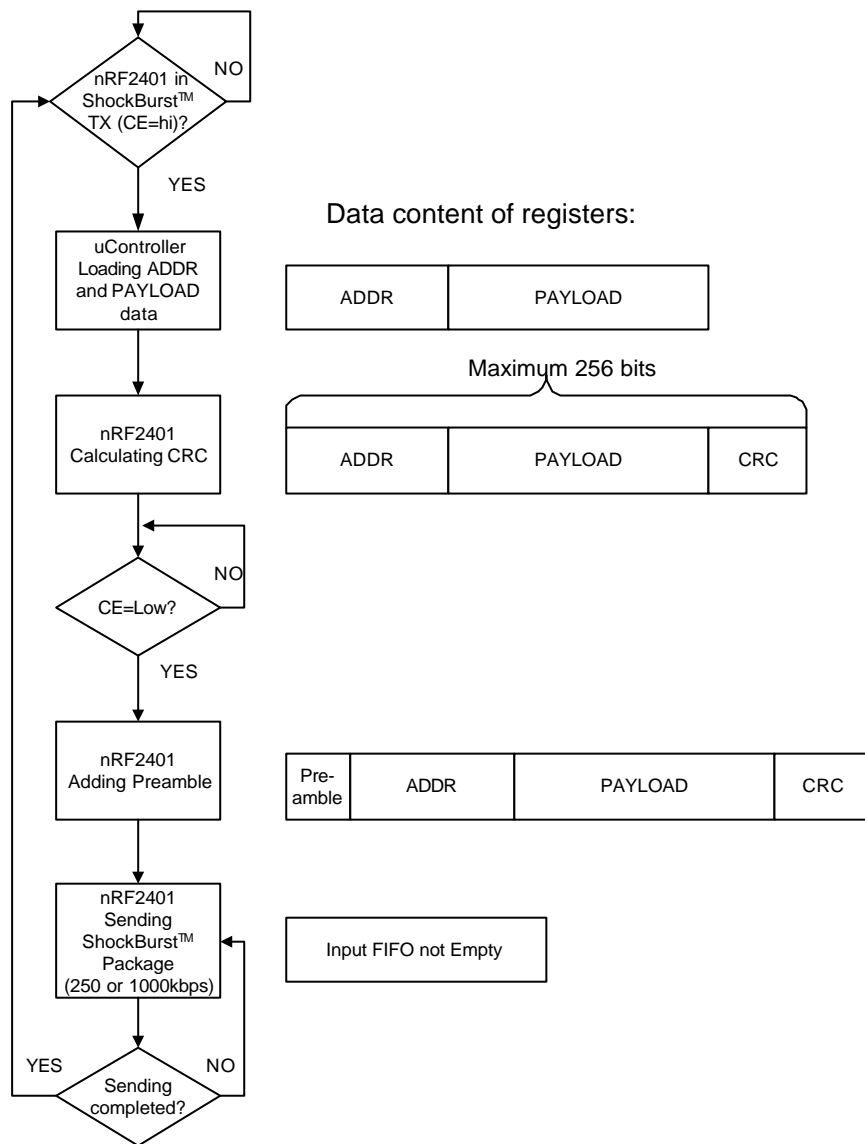 NO
nRF2401 in
ShockBurst™
TX (CE=hi)?
YES
Data content of registers:
uController
Loading ADDR
and PAYLOAD
data
ADDR
PAYLOAD
Maximum 256 bits
nRF2401
Calculating CRC
ADDR
PAYLOAD
CRC
NO
CE=Low?
YES
nRF2401
Adding Preamble
Pre-
amble
ADDR
PAYLOAD
CRC
nRF2401
Sending
ShockBurst™
Package
(250 or 1000kbps)
Input FIFO not Empty
YES
NO
Sending
completed?